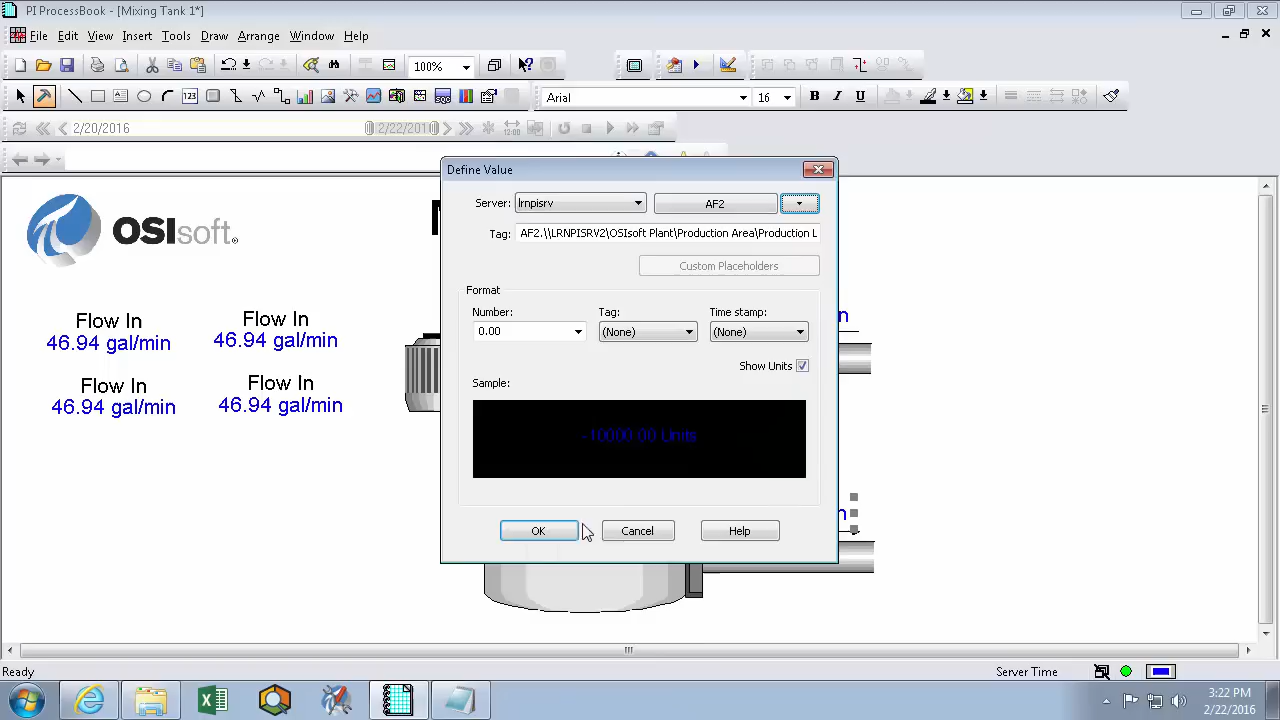 PI ProcessBook - [Mixing Tank 1*]
File Edit View Insert Tools Draw Arrange Window Help
100%
Arial 16 B I U
2/20/2016 2/22/201
Define Value
Server: lrnpisrv AF2
Tag: AF2.\\LRNPISRV2\OSIsoft Plant\Production Area\Production L
Custom Placeholders
Format
Number: Tag: Time stamp:
0.00 (None) (None)
Show Units
Sample:
-10000.00 Units
OK Cancel Help
OSIsoft®
Flow In
46.94 gal/min
Flow In
46.94 gal/min
Flow In
46.94 gal/min
Flow In
46.94 gal/min
Ready Server Time
3:22 PM
2/22/2016